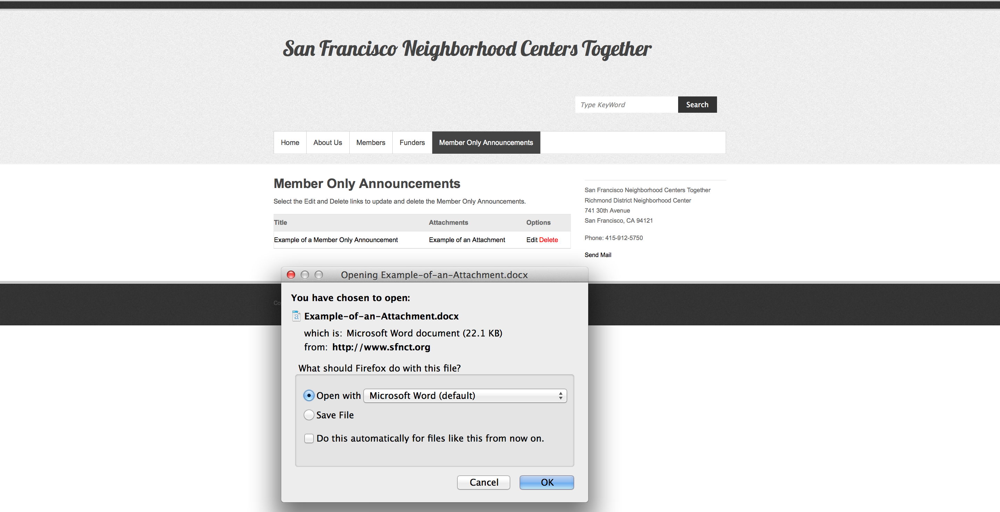 San Francisco Neighborhood Centers Together
Type KeyWord Search
Home About Us Members Funders Member Only Announcements
Member Only Announcements
Select the Edit and Delete links to update and delete the Member Only Announcements.
Title Attachments Options
Example of a Member Only Announcement Example of an Attachment Edit Delete
San Francisco Neighborhood Centers Together
Richmond District Neighborhood Center
741 30th Avenue
San Francisco, CA 94121
Phone: 415-912-5750
Send Mail
Opening Example-of-an-Attachment.docx
You have chosen to open:
Example-of-an-Attachment.docx
which is: Microsoft Word document (22.1 KB)
from: http://www.sfnct.org
What should Firefox do with this file?
Open with Microsoft Word (default)
Save File
Do this automatically for files like this from now on.
Cancel OK